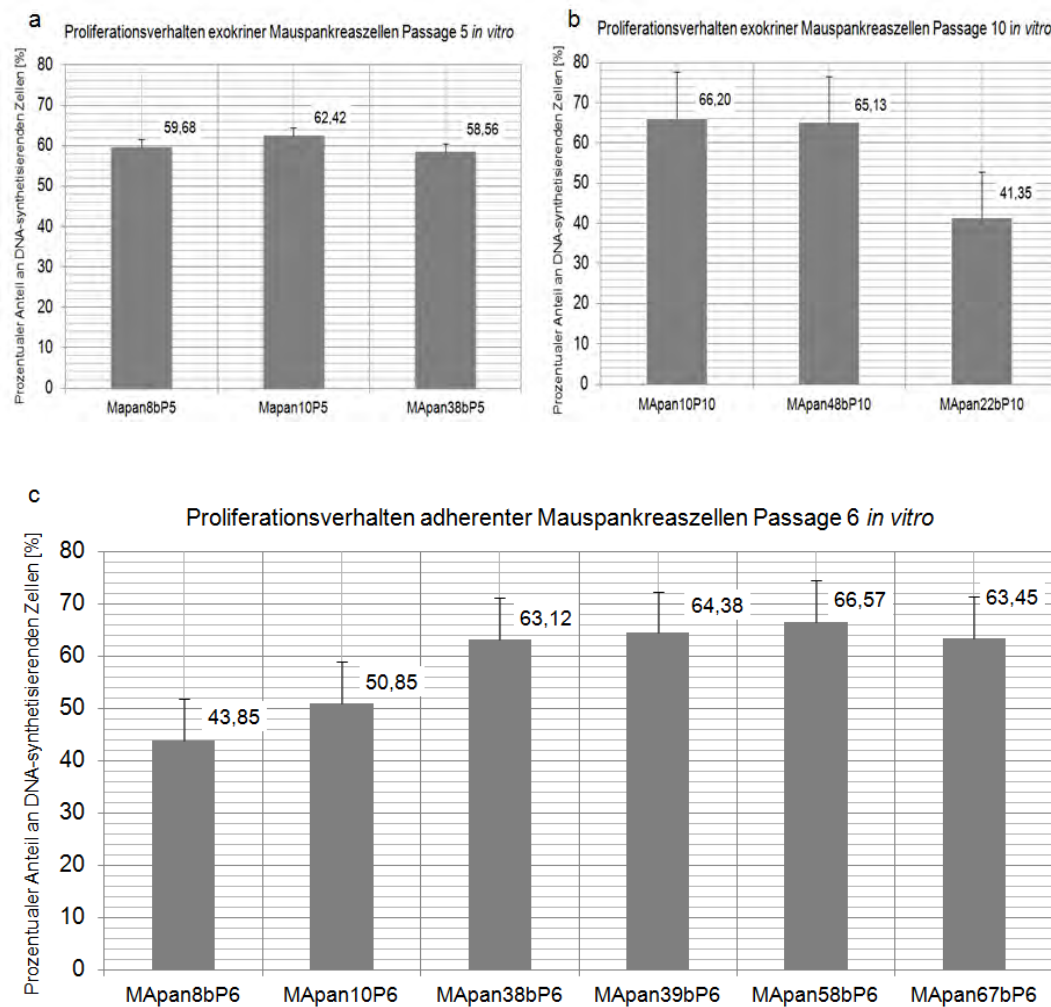 a
Proliferationsverhalten exokriner Mauspankreaszellen Passage 5 in vitro
Prozentualer Anteil an DNA-synthetisierenden Zellen [%]
80
70
60
50
40
30
20
10
0
59,68
62,42
58,56
Mapan8bP5
Mapan10P5
MApan38bP5
b
Proliferationsverhalten exokriner Mauspankreaszellen Passage 10 in vitro
Prozentualer Anteil an DNA-synthetisierenden Zellen [%]
80
70
60
50
40
30
20
10
0
66,20
65,13
41,35
MApan10P10
MApan48bP10
MApan22bP10
c
Proliferationsverhalten adherenter Mauspankreaszellen Passage 6 in vitro
Prozentualer Anteil an DNA-synthetisierenden Zellen [%]
80
70
60
50
40
30
20
10
0
43,85
50,85
63,12
64,38
66,57
63,45
MApan8bP6
MApan10P6
MApan38bP6
MApan39bP6
MApan58bP6
MApan67bP6